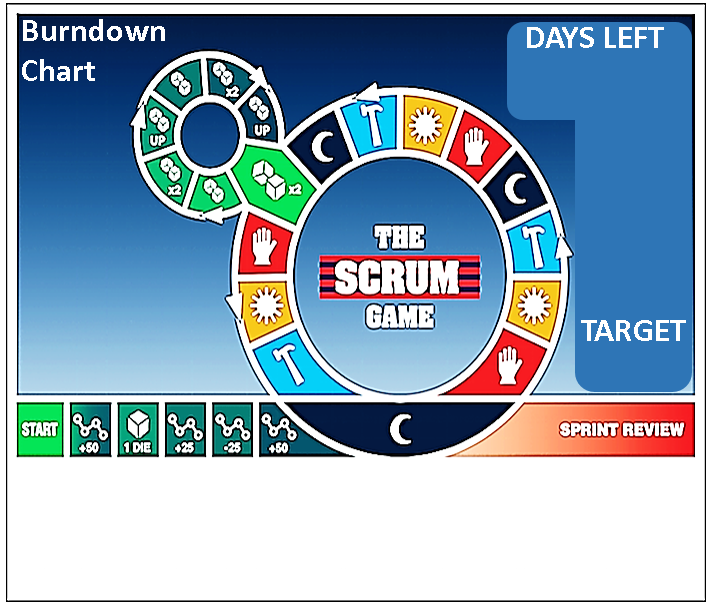 Burndown
Chart
DAYS LEFT
x2
UP
UP
x2
x2
THE
SCRUM
GAME
TARGET
START
+50
1 DIE
+25
-25
+50
SPRINT REVIEW